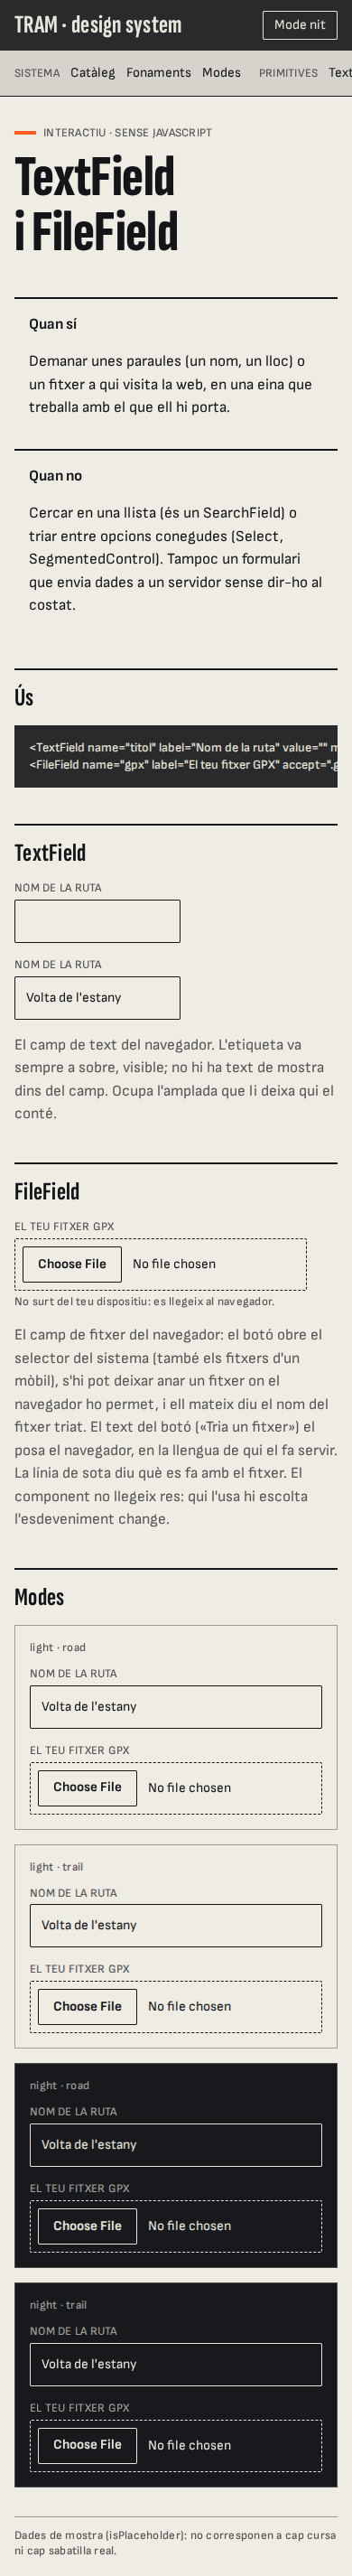 TRAM · design system
Mode nit
SISTEMA Catàleg Fonaments Modes PRIMITIVES Text
INTERACTIU · SENSE JAVASCRIPT
TextField
i FileField
Quan sí
Demanar unes paraules (un nom, un lloc) o
un fitxer a qui visita la web, en una eina que
treballa amb el que ell hi porta.
Quan no
Cercar en una llista (és un SearchField) o
triar entre opcions conegudes (Select,
SegmentedControl). Tampoc un formulari
que envia dades a un servidor sense dir-ho al
costat.
Ús
<TextField name="titol" label="Nom de la ruta" value="" m
<FileField name="gpx" label="El teu fitxer GPX" accept=".g
TextField
NOM DE LA RUTA
NOM DE LA RUTA
Volta de l'estany
El camp de text del navegador. L'etiqueta va
sempre a sobre, visible; no hi ha text de mostra
dins del camp. Ocupa l'amplada que li deixa qui el
conté.
FileField
EL TEU FITXER GPX
Choose File No file chosen
No surt del teu dispositiu: es llegeix al navegador.
El camp de fitxer del navegador: el botó obre el
selector del sistema (també els fitxers d'un
mòbil), s'hi pot deixar anar un fitxer on el
navegador ho permet, i ell mateix diu el nom del
fitxer triat. El text del botó («Tria un fitxer») el
posa el navegador, en la llengua de qui el fa servir.
La línia de sota diu què es fa amb el fitxer. El
component no llegeix res: qui l'usa hi escolta
l'esdeveniment change.
Modes
light · road
NOM DE LA RUTA
Volta de l'estany
EL TEU FITXER GPX
Choose File No file chosen
light · trail
NOM DE LA RUTA
Volta de l'estany
EL TEU FITXER GPX
Choose File No file chosen
night · road
NOM DE LA RUTA
Volta de l'estany
EL TEU FITXER GPX
Choose File No file chosen
night · trail
NOM DE LA RUTA
Volta de l'estany
EL TEU FITXER GPX
Choose File No file chosen
Dades de mostra (isPlaceholder): no corresponen a cap cursa
ni cap sabatilla real.